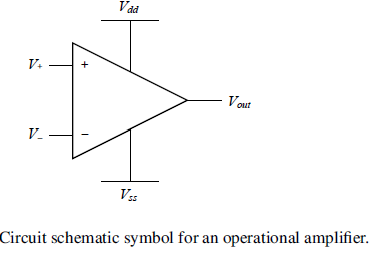 Vdd
V+
+
Vout
V−
−
Vss
Circuit schematic symbol for an operational amplifier.